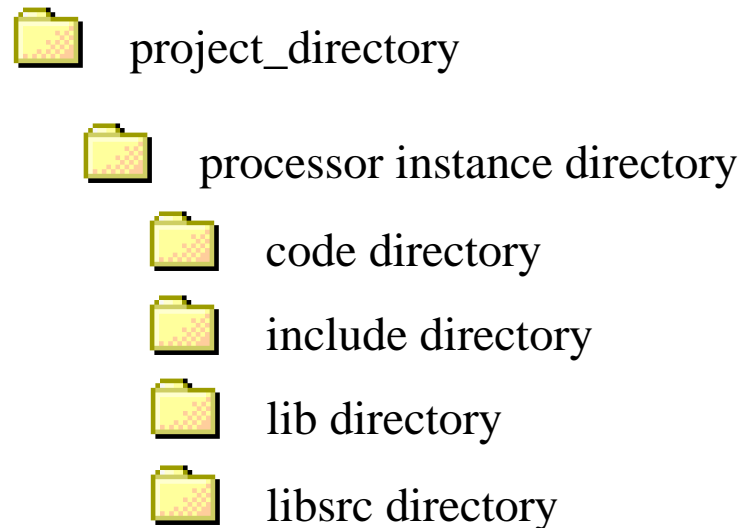 project_directory
processor instance directory
code directory
include directory
lib directory
libsrc directory